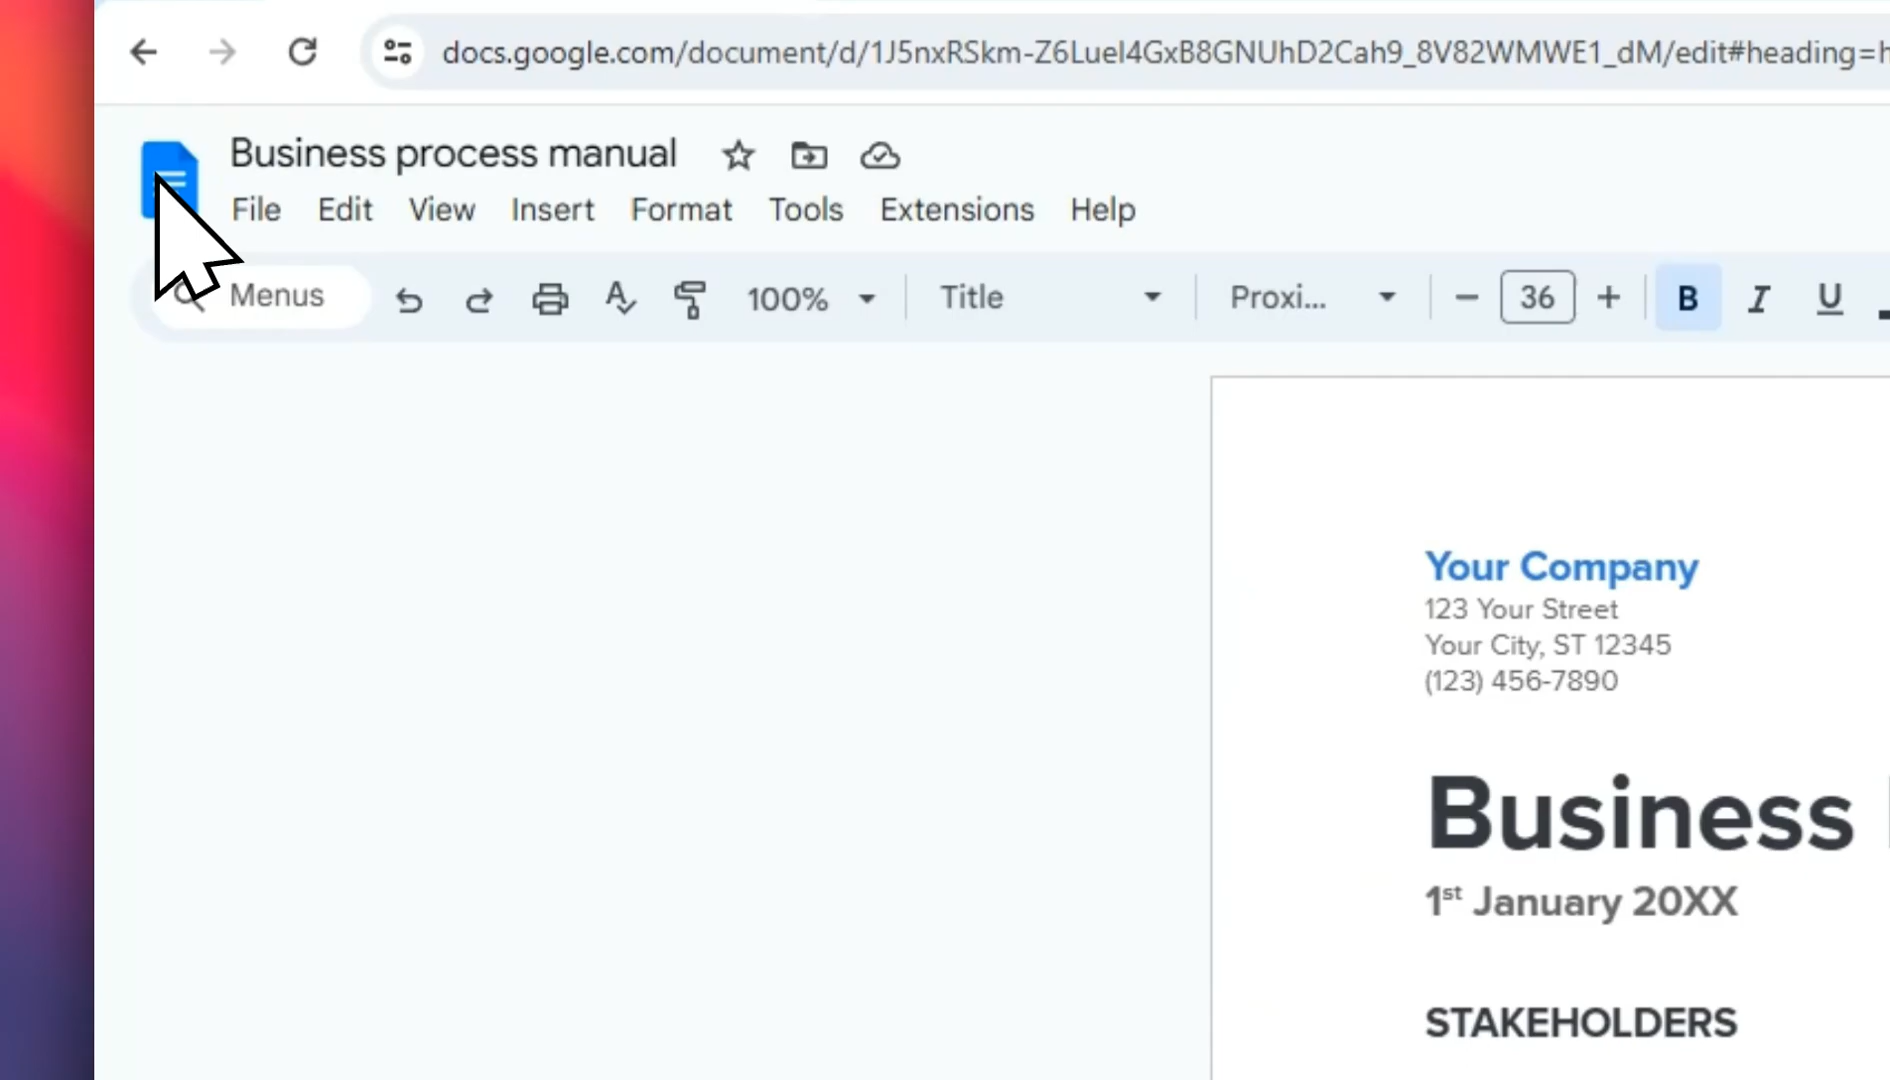 docs.google.com/document/d/1J5nxRSkm-Z6Luel4GxB8GNUhD2Cah9_8V82WMWE1_dM/edit#heading=h
Business process manual
File Edit View Insert Format Tools Extensions Help
Menus 100% Title Proxi... 36 B I U
Your Company
123 Your Street
Your City, ST 12345
(123) 456-7890
Business
1st January 20XX
STAKEHOLDERS